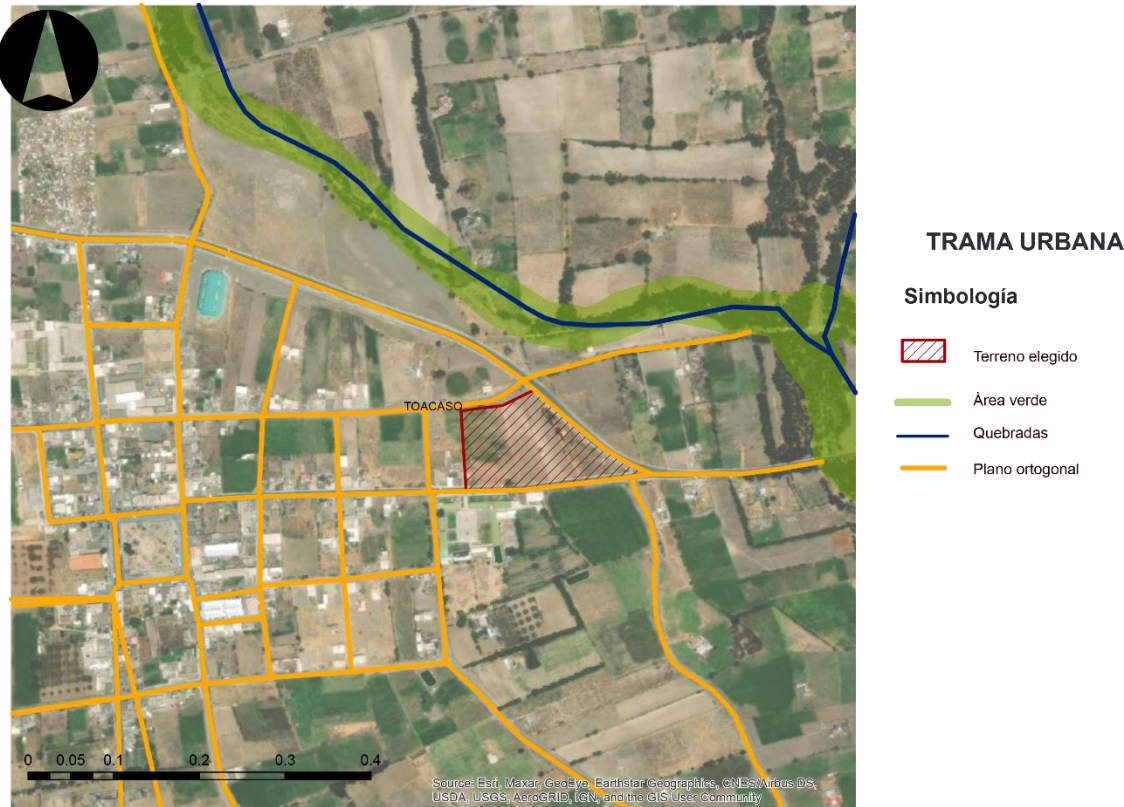 TRAMA URBANA
Simbología
Terreno elegido
Àrea verde
Quebradas
Plano ortogonal
TOACASO
0 0.05 0.1 0.2 0.3 0.4
Source: Esri, Maxar, GeoEye, Earthstar Geographics, CNES/Airbus DS,
USDA, USGS, AeroGRID, IGN, and the GIS User Community